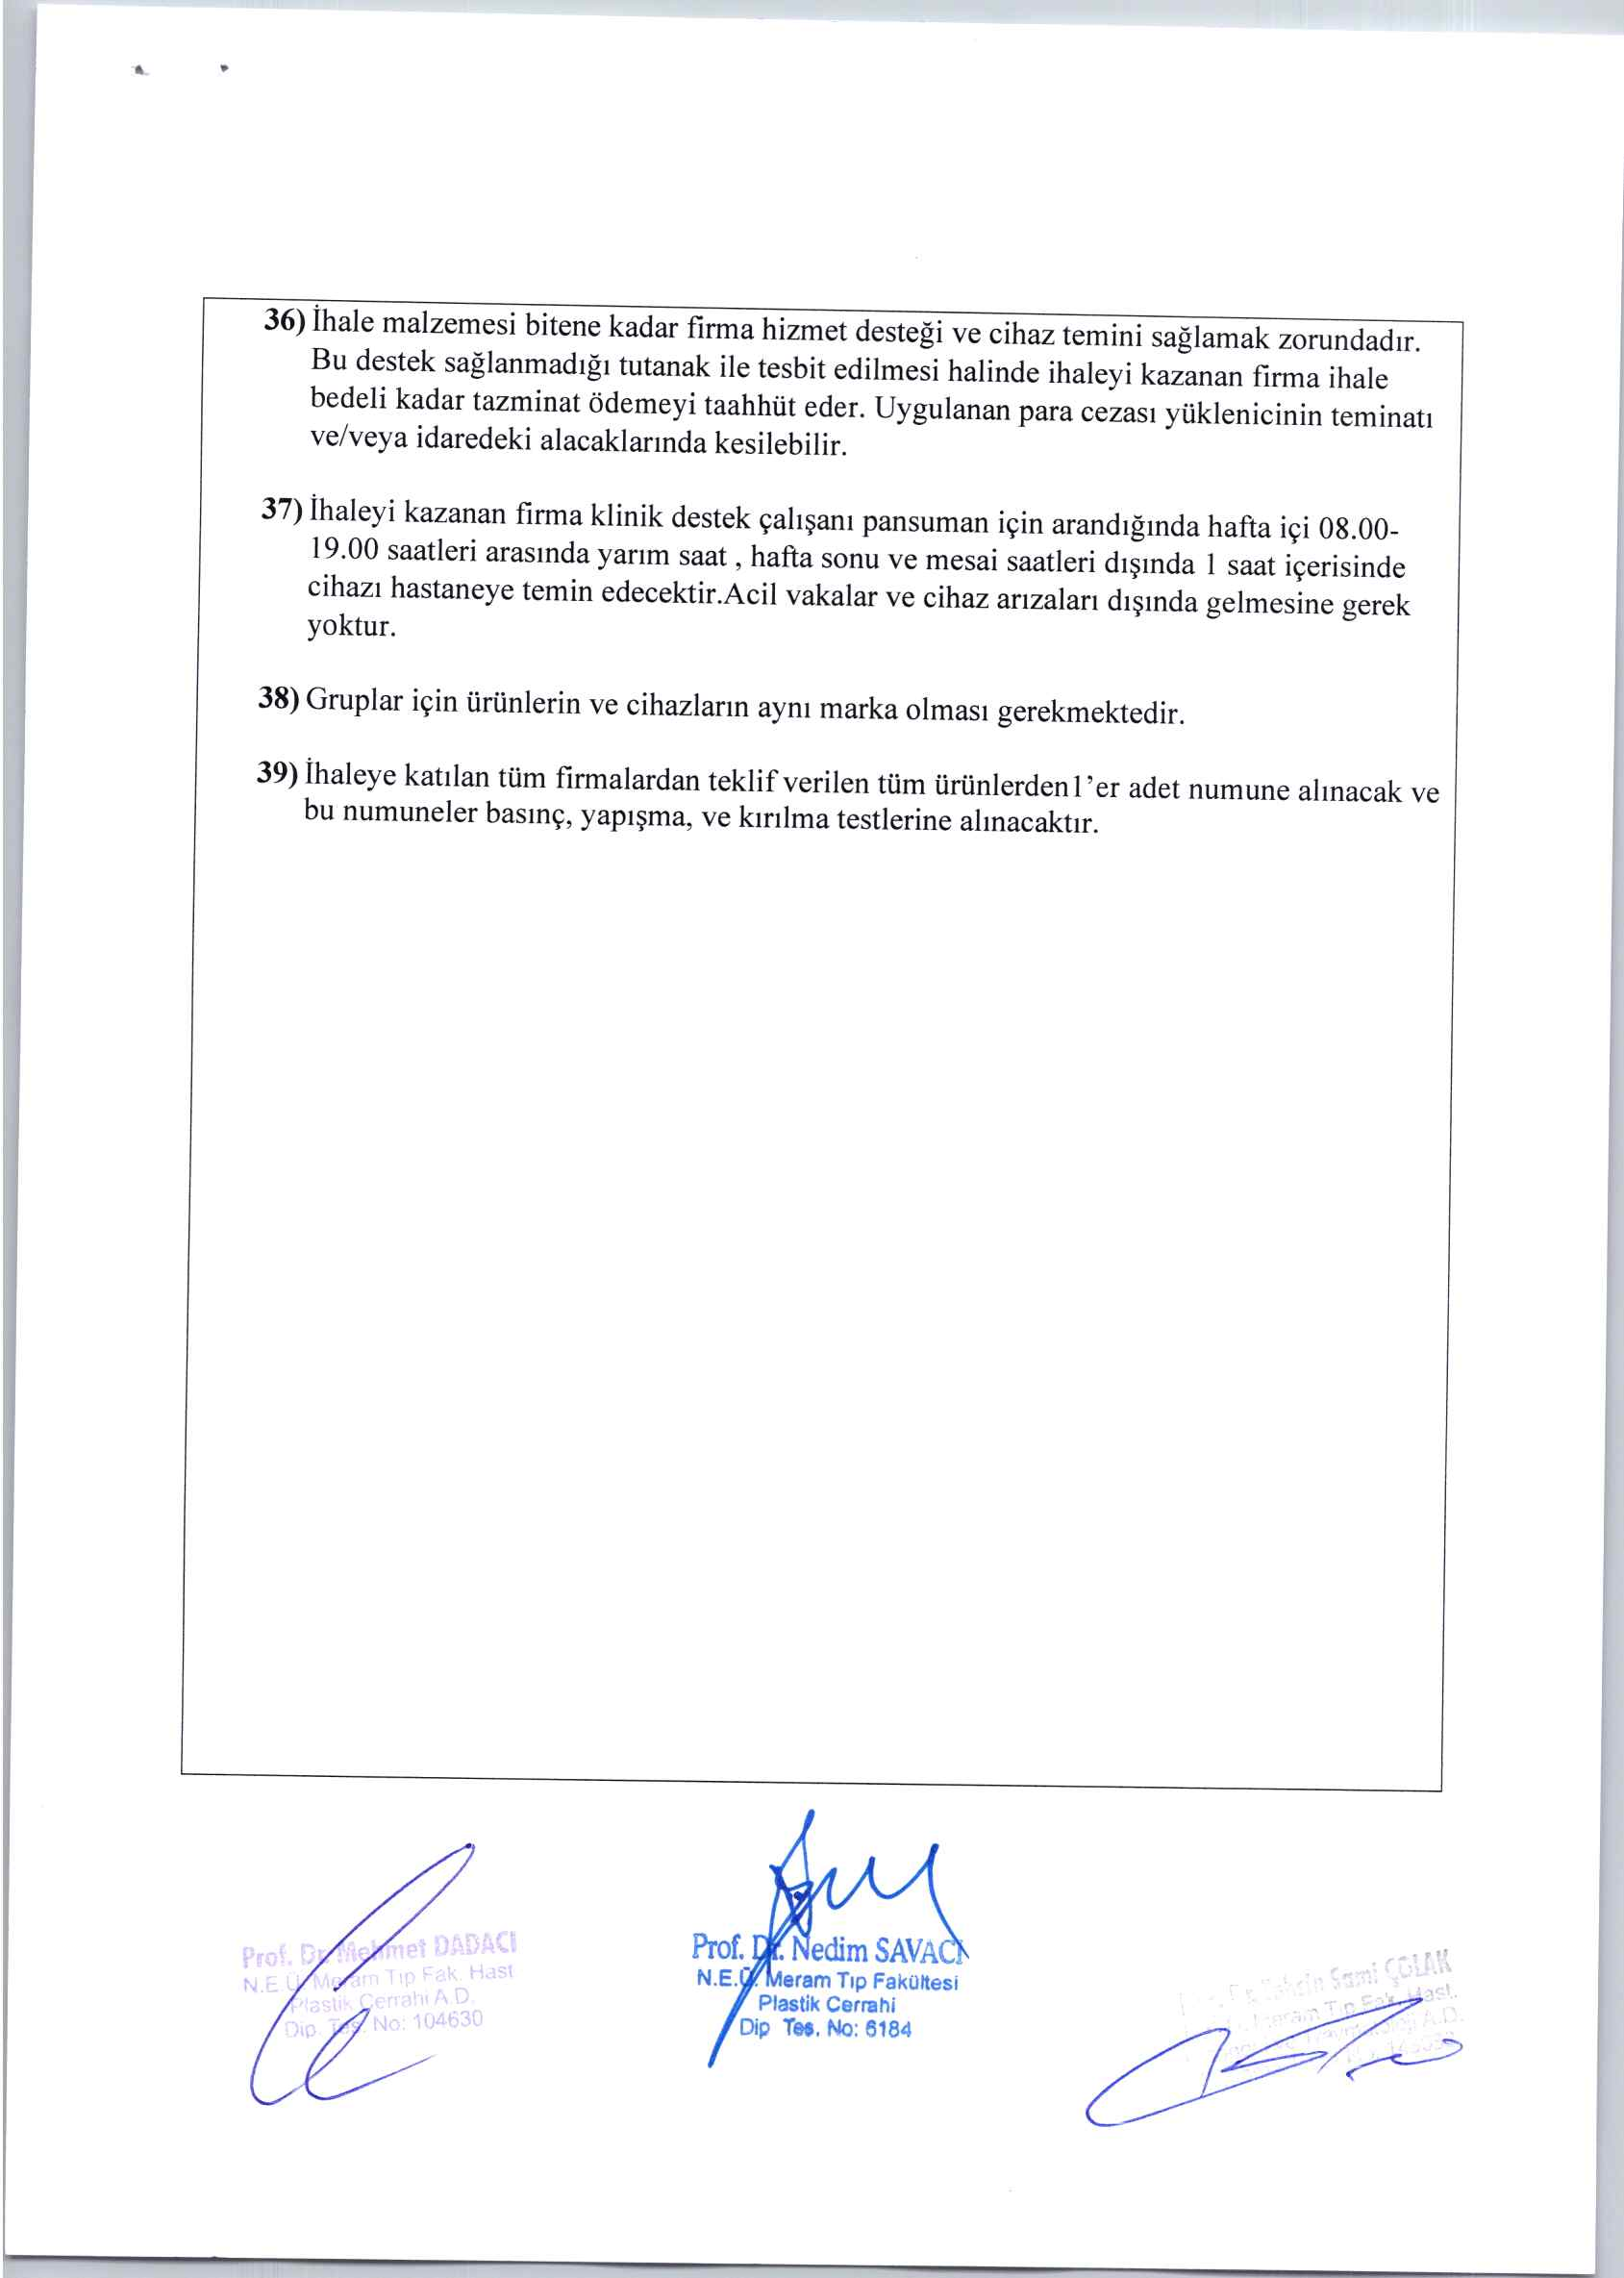 36) İhale malzemesi bitene kadar firma hizmet desteği ve cihaz temini sağlamak zorundadır.
Bu destek sağlanmadığı tutanak ile tesbit edilmesi halinde ihaleyi kazanan firma ihale
bedeli kadar tazminat ödemeyi taahhüt eder. Uygulanan para cezası yüklenicinin teminatı
ve/veya idaredeki alacaklarında kesilebilir.
37) İhaleyi kazanan firma klinik destek çalışanı pansuman için arandığında hafta içi 08.00-
19.00 saatleri arasında yarım saat , hafta sonu ve mesai saatleri dışında 1 saat içerisinde
cihazı hastaneye temin edecektir.Acil vakalar ve cihaz arızaları dışında gelmesine gerek
yoktur.
38) Gruplar için ürünlerin ve cihazların aynı marka olması gerekmektedir.
39) İhaleye katılan tüm firmalardan teklif verilen tüm ürünlerden1’er adet numune alınacak ve
bu numuneler basınç, yapışma, ve kırılma testlerine alınacaktır.
Prof. Dr. Mehmet DADACI
N.E.Ü. Meram Tıp Fak. Hast
Plastik Cerrahi A.D.
Dip. Tes. No: 104630
Prof. Dr. Nedim SAVACI
N.E.Ü. Meram Tıp Fakültesi
Plastik Cerrahi
Dip Tes. No: 6184
Sami ÇOLAK
Meram Tıp Fak. Hast.
A.D.